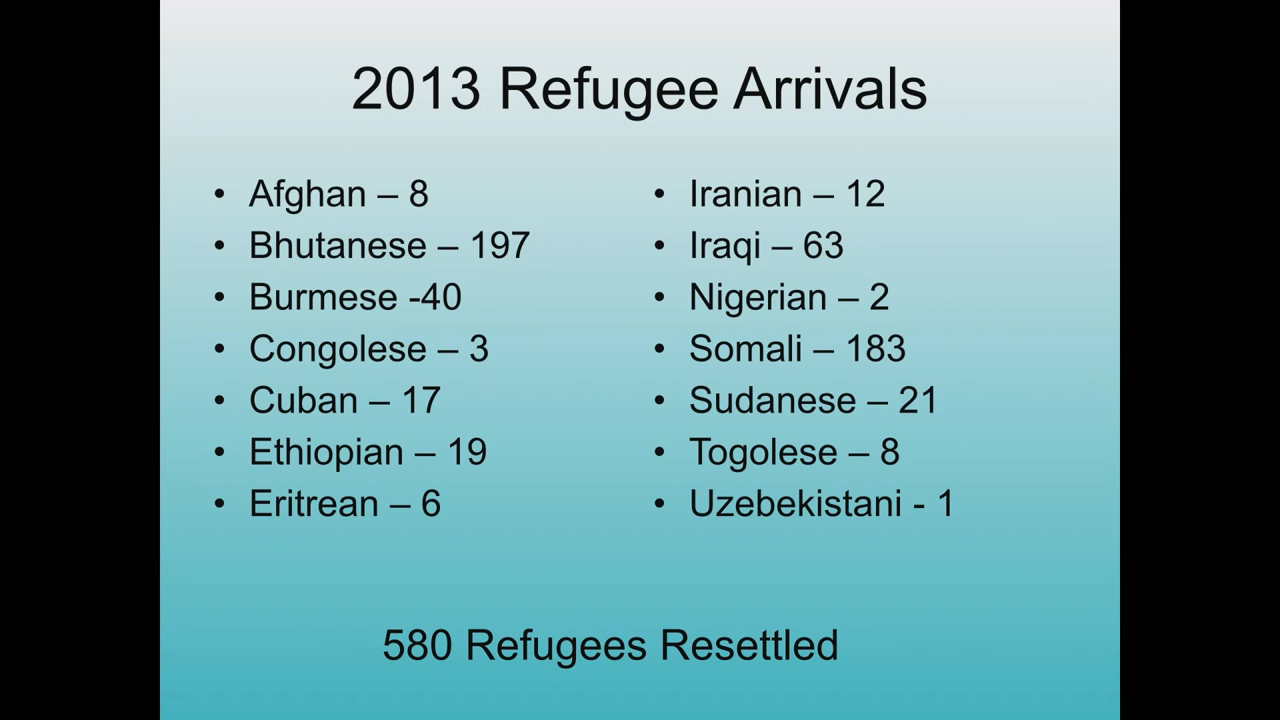 2013 Refugee Arrivals
• Afghan – 8
• Bhutanese – 197
• Burmese -40
• Congolese – 3
• Cuban – 17
• Ethiopian – 19
• Eritrean – 6
• Iranian – 12
• Iraqi – 63
• Nigerian – 2
• Somali – 183
• Sudanese – 21
• Togolese – 8
• Uzebekistani - 1
580 Refugees Resettled